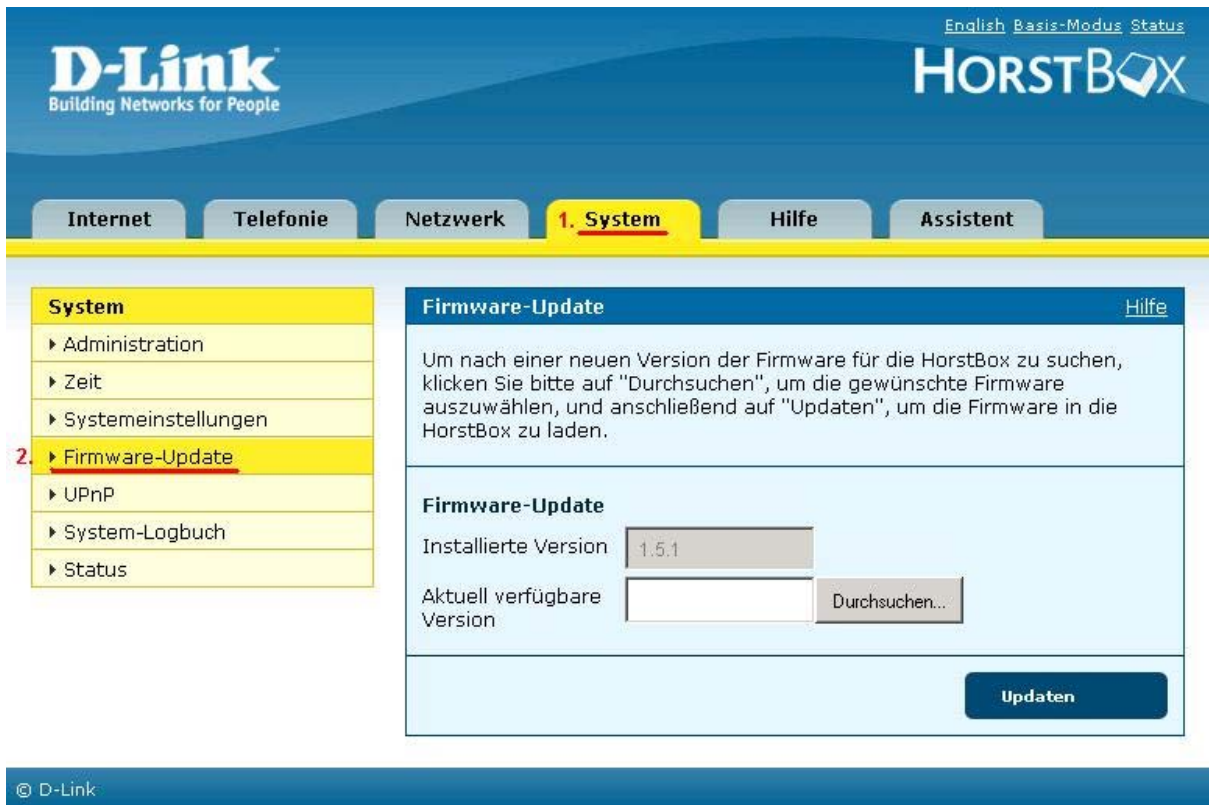 English Basis-Modus Status
D-Link
Building Networks for People
HORSTBOX
Internet Telefonie Netzwerk 1. System Hilfe Assistent
System
Administration
Zeit
Systemeinstellungen
2. Firmware-Update
UPnP
System-Logbuch
Status
Firmware-Update Hilfe
Um nach einer neuen Version der Firmware für die HorstBox zu suchen,
klicken Sie bitte auf "Durchsuchen", um die gewünschte Firmware
auszuwählen, und anschließend auf "Updaten", um die Firmware in die
HorstBox zu laden.
Firmware-Update
Installierte Version 1.5.1
Aktuell verfügbare
Version
Durchsuchen...
Updaten
© D-Link